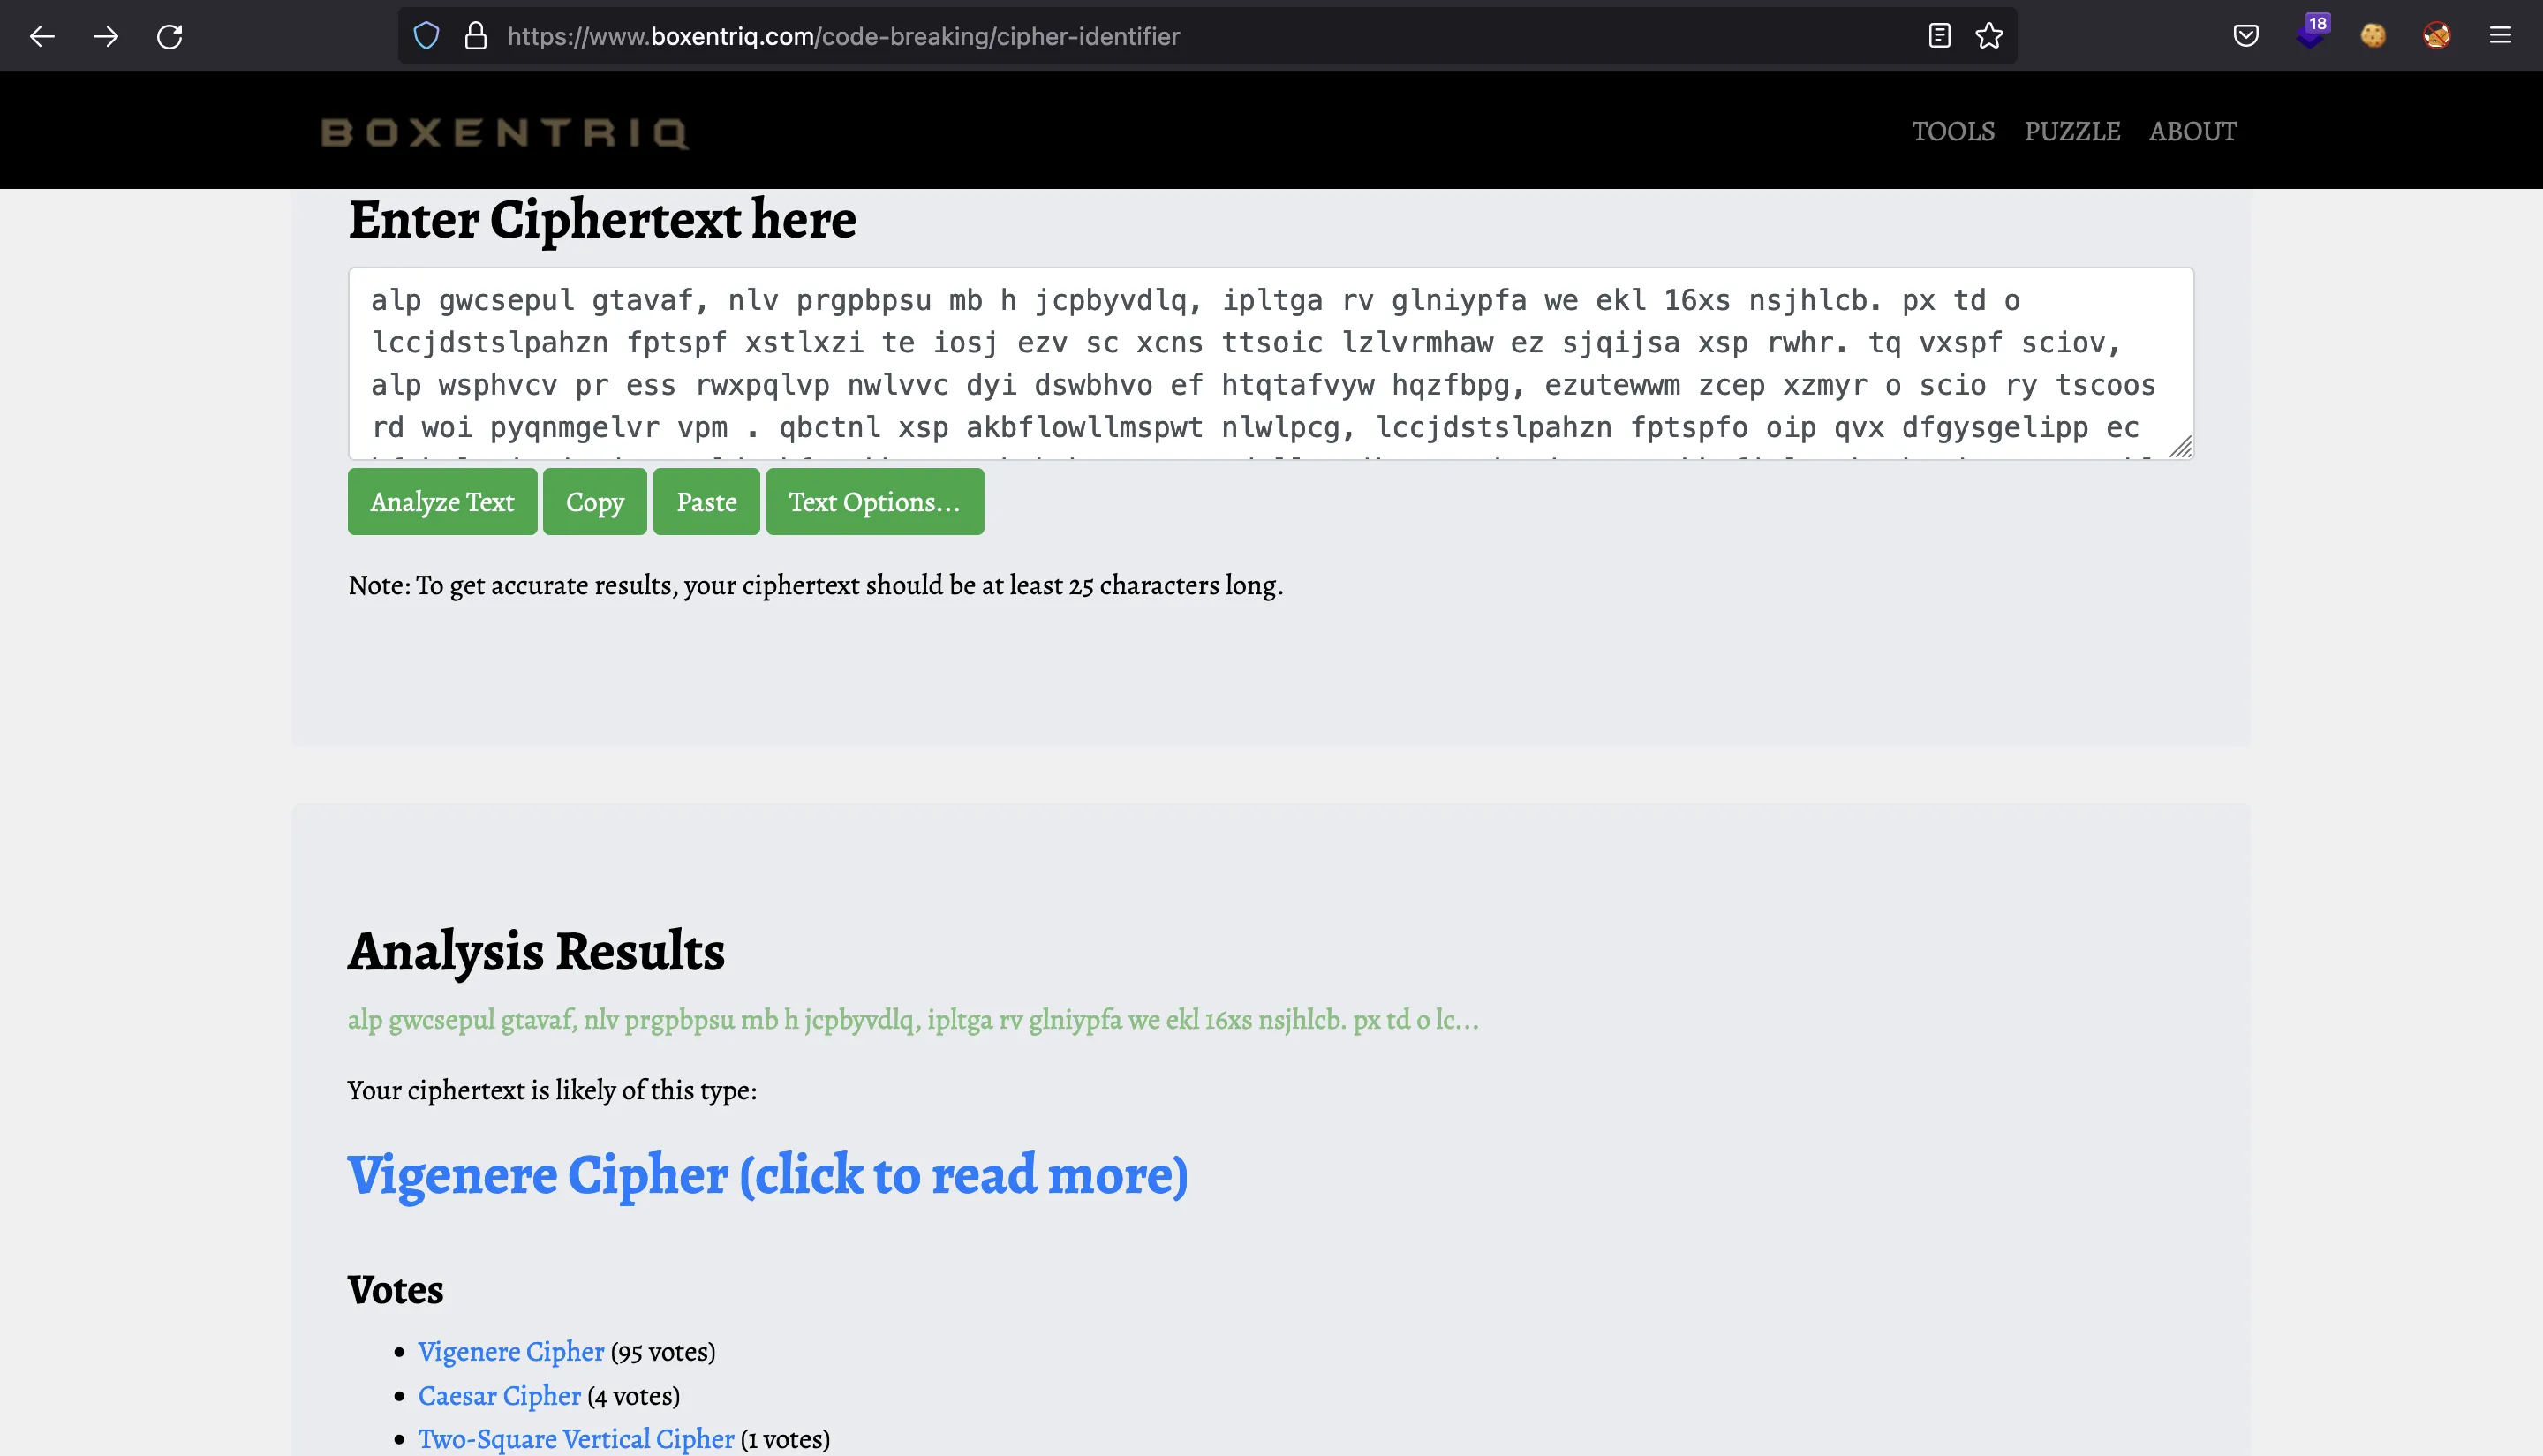 https://www.boxentriq.com/code-breaking/cipher-identifier
18
BOXENTRIQ
TOOLS PUZZLE ABOUT
Enter Ciphertext here
alp gwcsepul gtavaf, nlv prgpbpsu mb h jcpbyvdlq, ipltga rv glniypfa we ekl 16xs nsjhlcb. px td o
lccjdstslpahzn fptspf xstlxzi te iosj ezv sc xcns ttsoic lzlvrmhaw ez sjqijsa xsp rwhr. tq vxspf sciov,
alp wsphvcv pr ess rwxpqlvp nwlvvc dyi dswbhvo ef htqtafvyw hqzfbpg, ezutewwm zcep xzmyr o scio ry tscoos
rd woi pyqnmgelvr vpm . qbctnl xsp akbflowllmspwt nlwlpcg, lccjdstslpahzn fptspfo oip qvx dfgysgelipp ec
Analyze Text
Copy
Paste
Text Options...
Note: To get accurate results, your ciphertext should be at least 25 characters long.
Analysis Results
alp gwcsepul gtavaf, nlv prgpbpsu mb h jcpbyvdlq, ipltga rv glniypfa we ekl 16xs nsjhlcb. px td o lc...
Your ciphertext is likely of this type:
Vigenere Cipher (click to read more)
Votes
Vigenere Cipher (95 votes)
Caesar Cipher (4 votes)
Two-Square Vertical Cipher (1 votes)